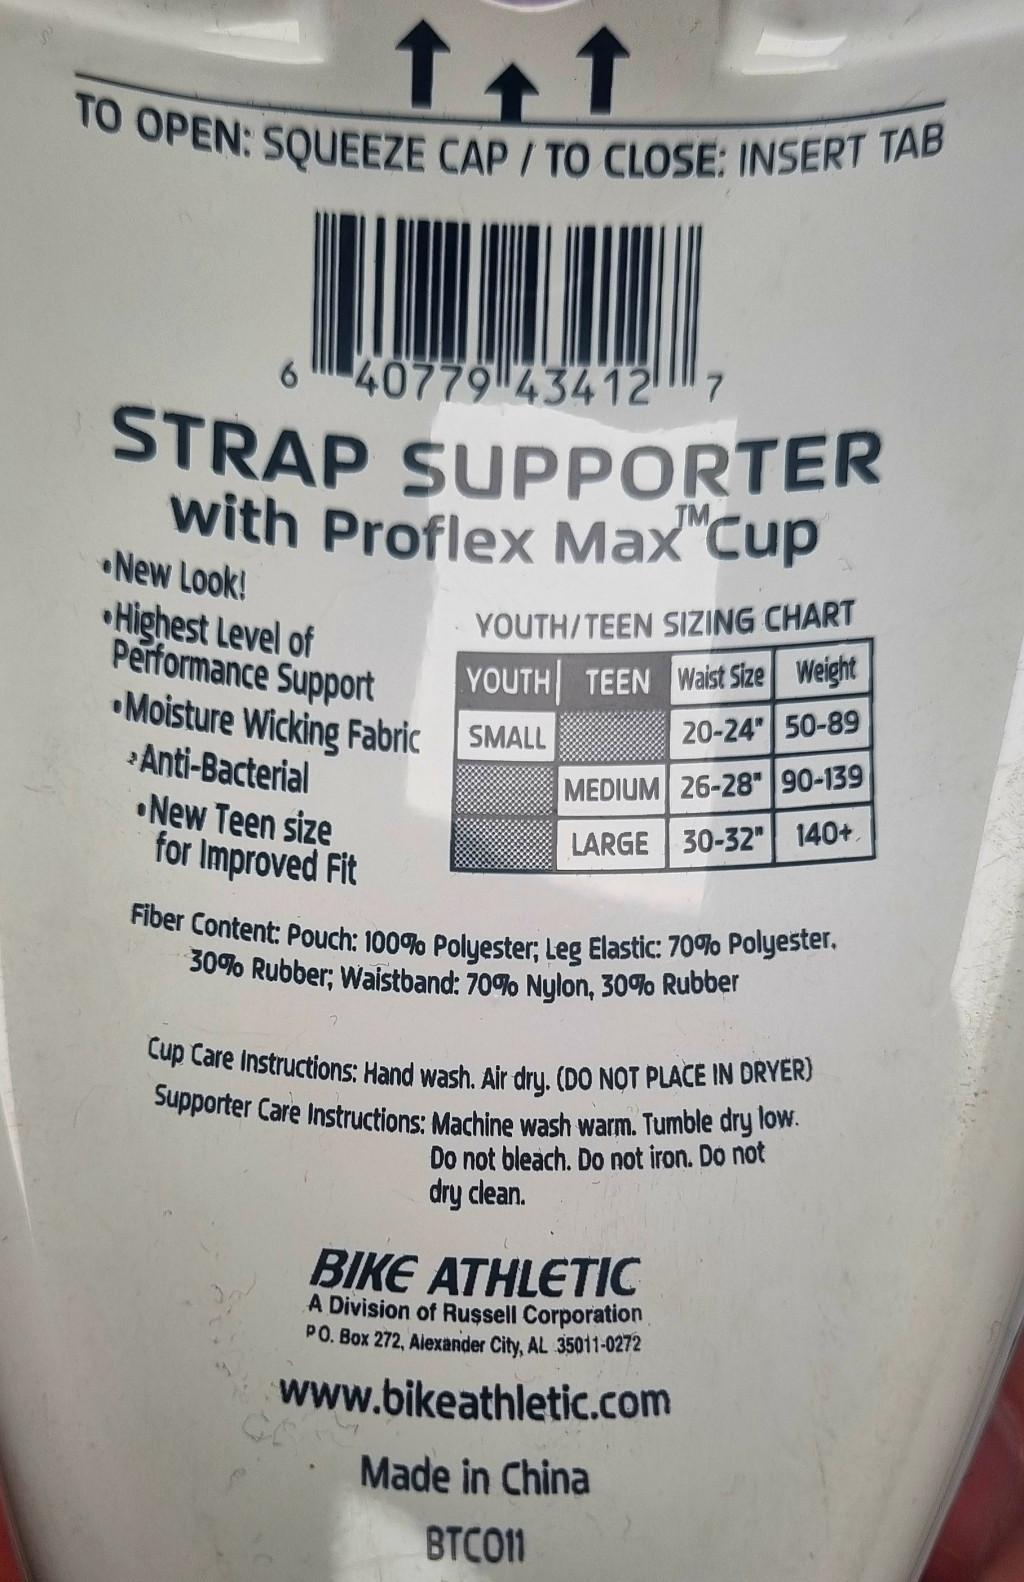 TO OPEN: SQUEEZE CAP / TO CLOSE: INSERT TAB
6 40779 43412 7
STRAP SUPPORTER
with Proflex Max™ Cup
•New Look!
•Highest Level of
Performance Support
•Moisture Wicking Fabric
•Anti-Bacterial
•New Teen size
for Improved Fit
YOUTH/TEEN SIZING CHART
YOUTH TEEN Waist Size Weight
SMALL 20-24" 50-89
MEDIUM 26-28" 90-139
LARGE 30-32" 140+
Fiber Content: Pouch: 100% Polyester; Leg Elastic: 70% Polyester,
30% Rubber; Waistband: 70% Nylon, 30% Rubber
Cup Care Instructions: Hand wash. Air dry. (DO NOT PLACE IN DRYER)
Supporter Care Instructions: Machine wash warm. Tumble dry low.
Do not bleach. Do not iron. Do not
dry clean.
BIKE ATHLETIC
A Division of Russell Corporation
P.O. Box 272, Alexander City, AL 35011-0272
www.bikeathletic.com
Made in China
BTCO11